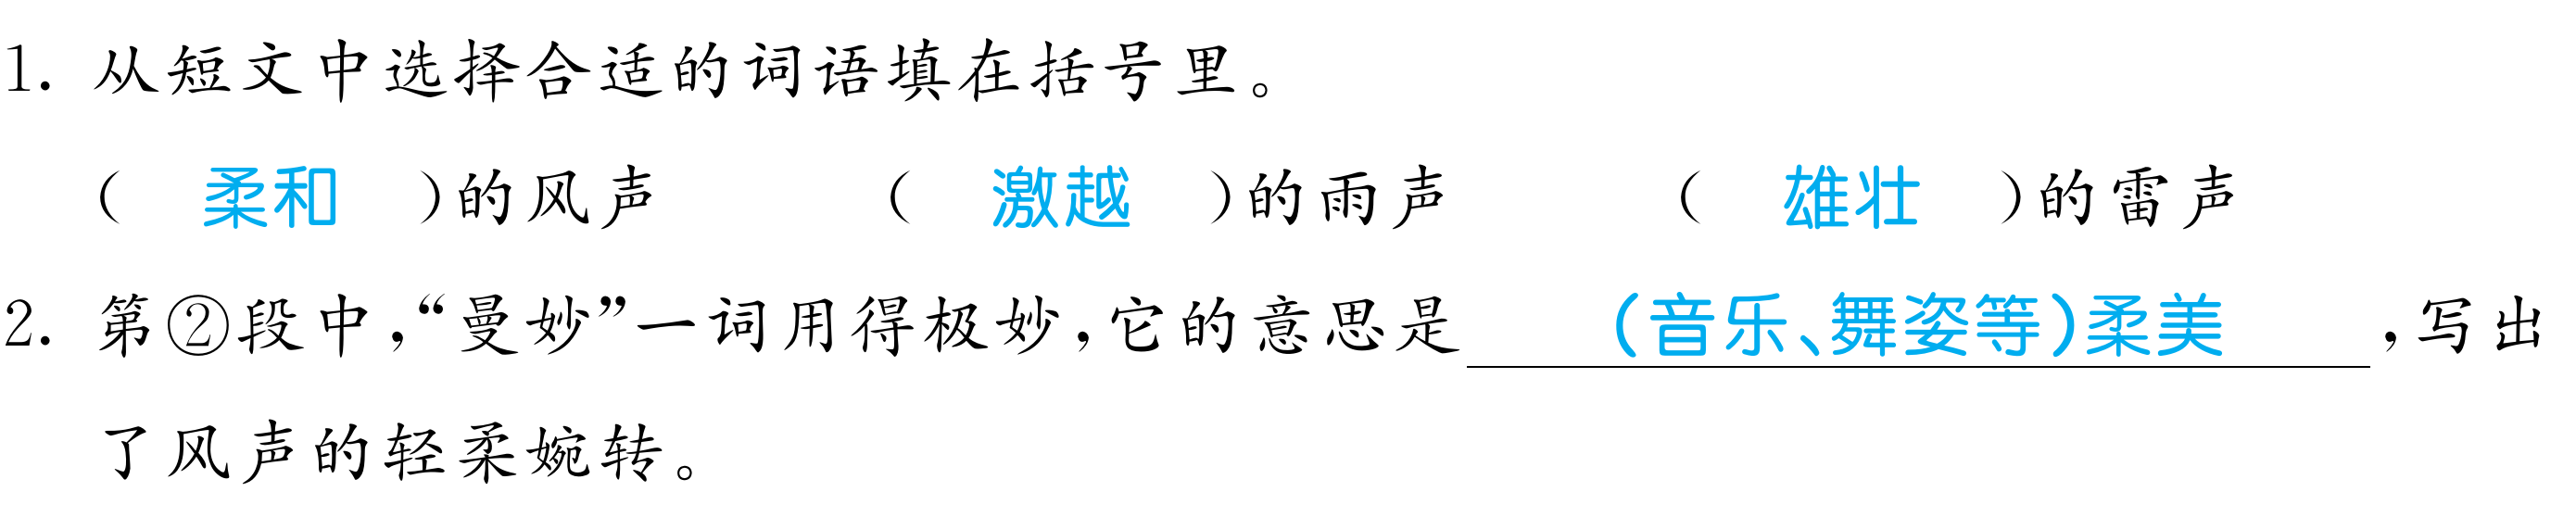 1. 从短文中选择合适的词语填在括号里。
（ 柔和 ）的风声 （ 激越 ）的雨声 （ 雄壮 ）的雷声
2. 第②段中，“曼妙”一词用得极妙，它的意思是 （音乐、舞姿等）柔美 ，写出
了风声的轻柔婉转。